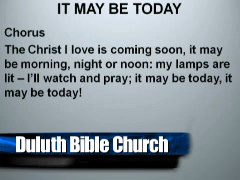 IT MAY BE TODAY
Chorus
The Christ I love is coming soon, it may
be morning, night or noon: my lamps are
lit – I'll watch and pray; it may be today, it
may be today!
Duluth Bible Church